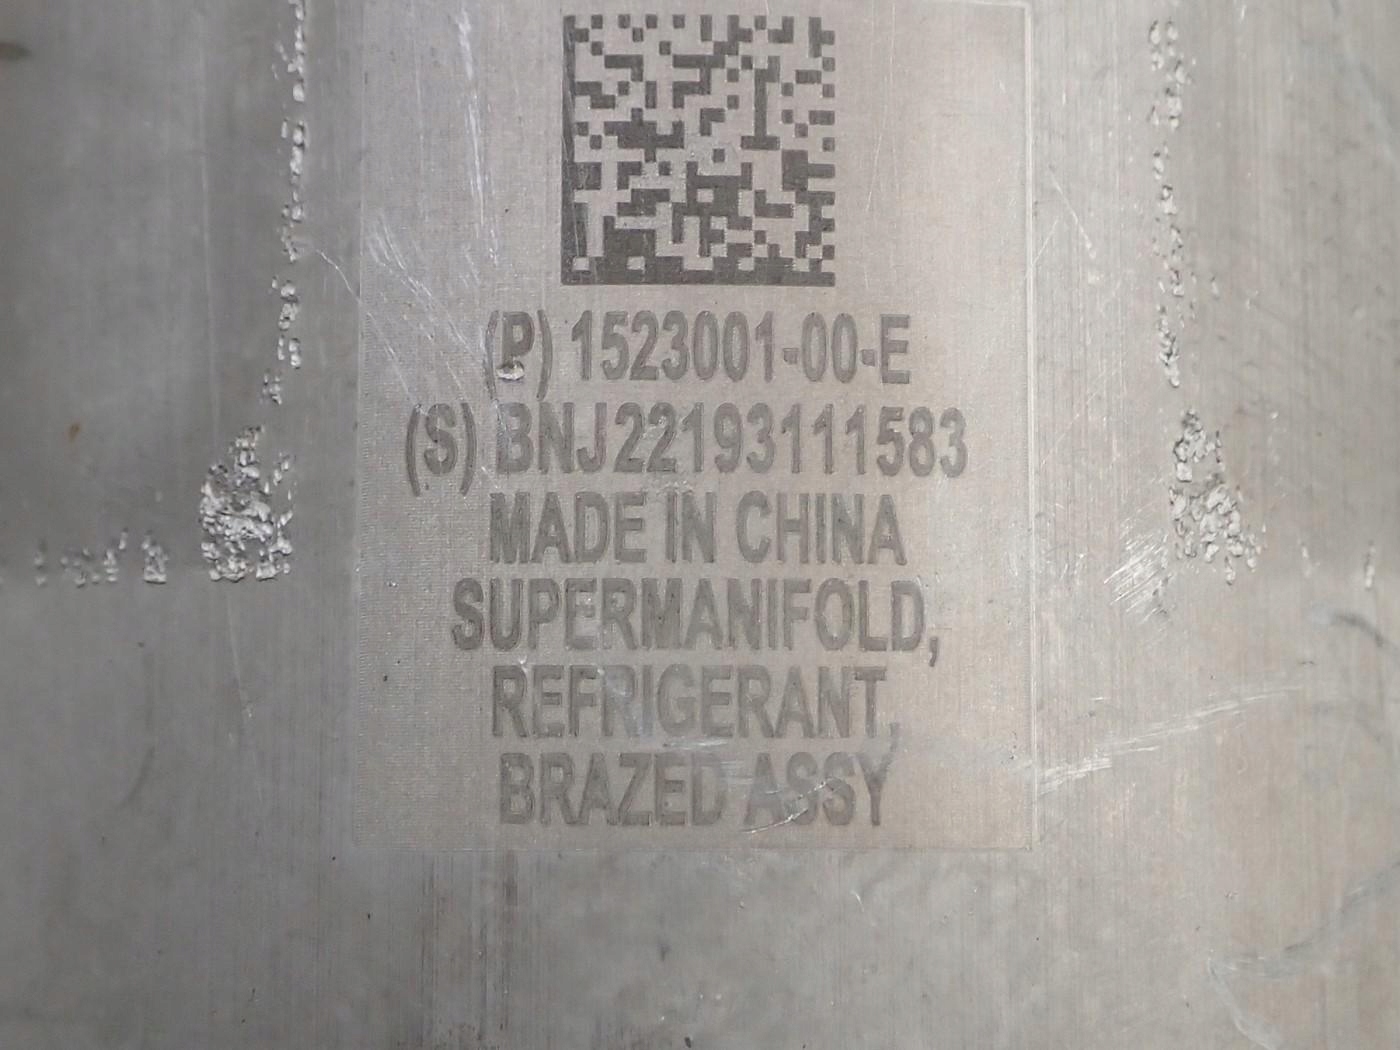 (P) 1523001-00-E
(S) BNJ22193111583
MADE IN CHINA
SUPERMANIFOLD,
REFRIGERANT,
BRAZED ASSY